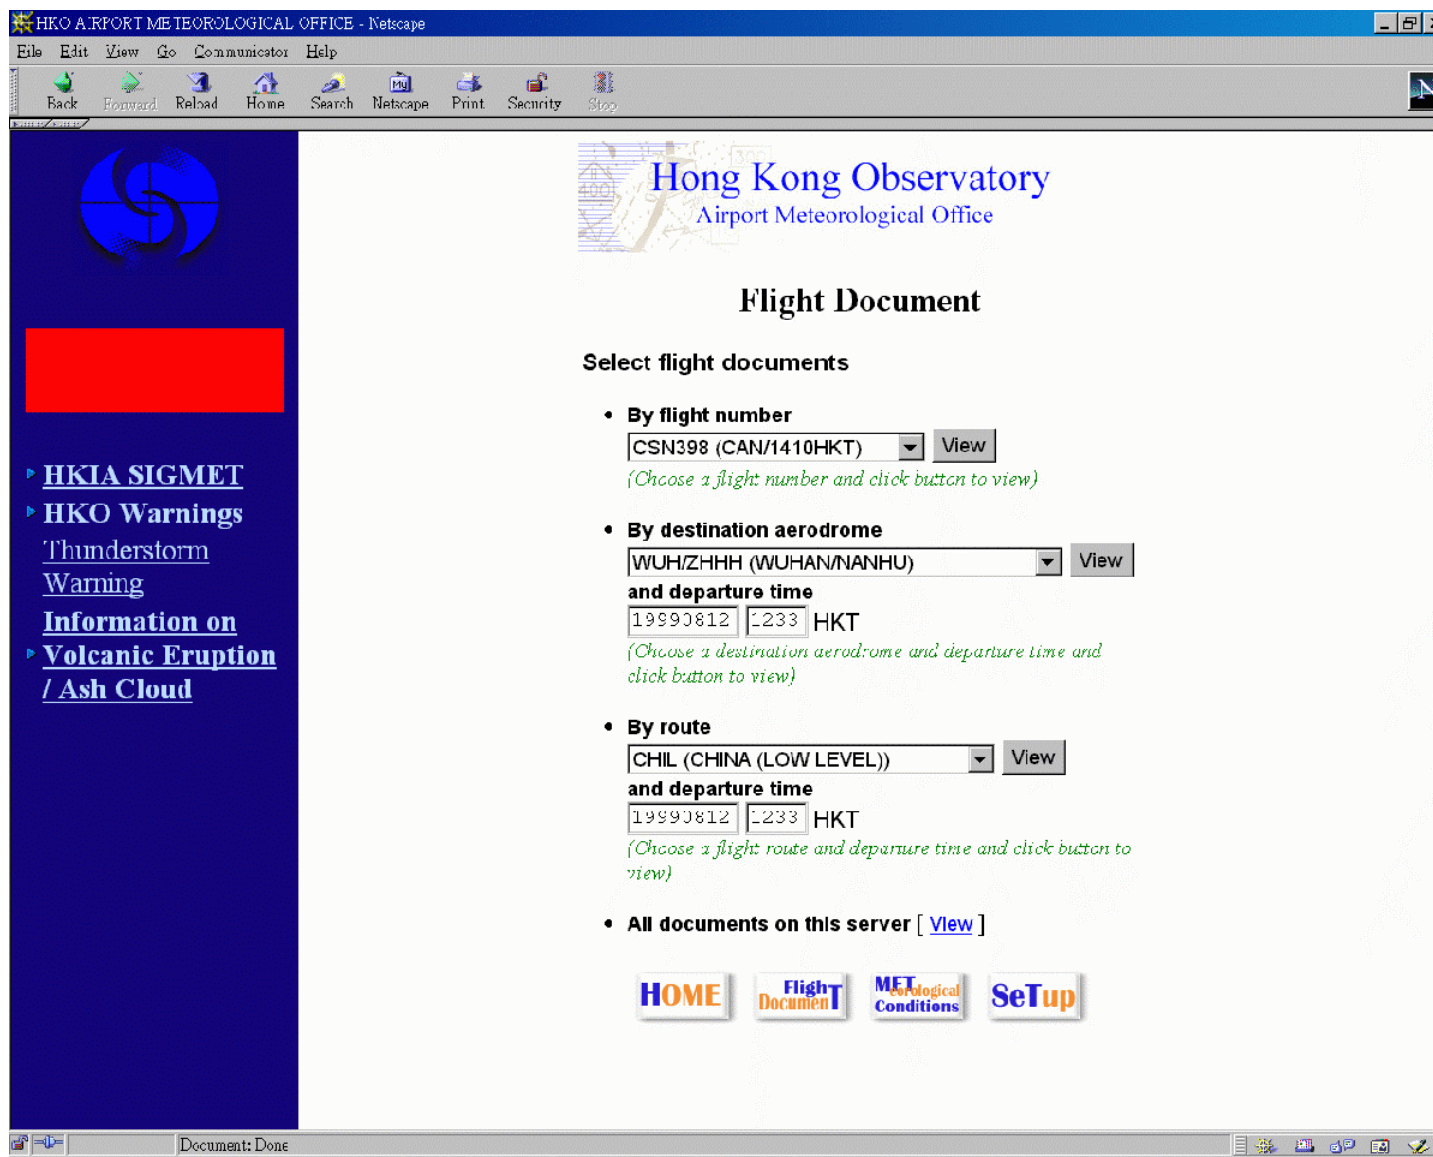 HKO AIRPORT METEOROLOGICAL OFFICE - Netscape
File Edit View Go Communicator Help
Back Forward Reload Home Search Netscape Print Security Stop
My
N
300
400
Hong Kong Observatory
Airport Meteorological Office
Flight Document
Select flight documents
• By flight number
CSN398 (CAN/1410HKT) View
(Choose a flight number and click button to view)
• By destination aerodrome
WUH/ZHHH (WUHAN/NANHU) View
and departure time
19990812 1233 HKT
(Choose a destination aerodrome and departure time and
click button to view)
• By route
CHIL (CHINA (LOW LEVEL)) View
and departure time
19990812 1233 HKT
(Choose a flight route and departure time and click button to
view)
• All documents on this server [ View ]
HOME
Flight
Document
METeorological
Conditions
SeTup
HKIA SIGMET
HKO Warnings
Thunderstorm
Warning
Information on
Volcanic Eruption
/ Ash Cloud
Document: Done